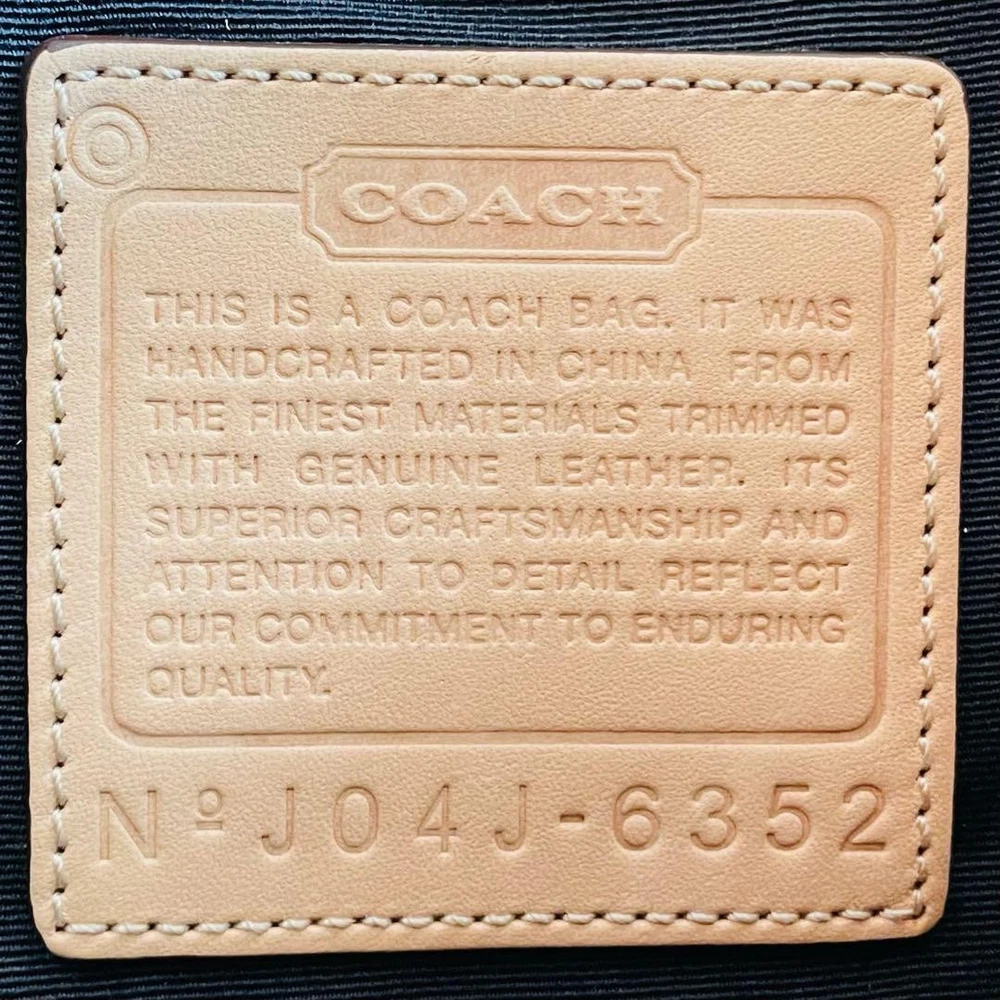 COACH
THIS IS A COACH BAG. IT WAS
HANDCRAFTED IN CHINA FROM
THE FINEST MATERIALS TRIMMED
WITH GENUINE LEATHER. ITS
SUPERIOR CRAFTSMANSHIP AND
ATTENTION TO DETAIL REFLECT
OUR COMMITMENT TO ENDURING
QUALITY.
Nº J04J-6352